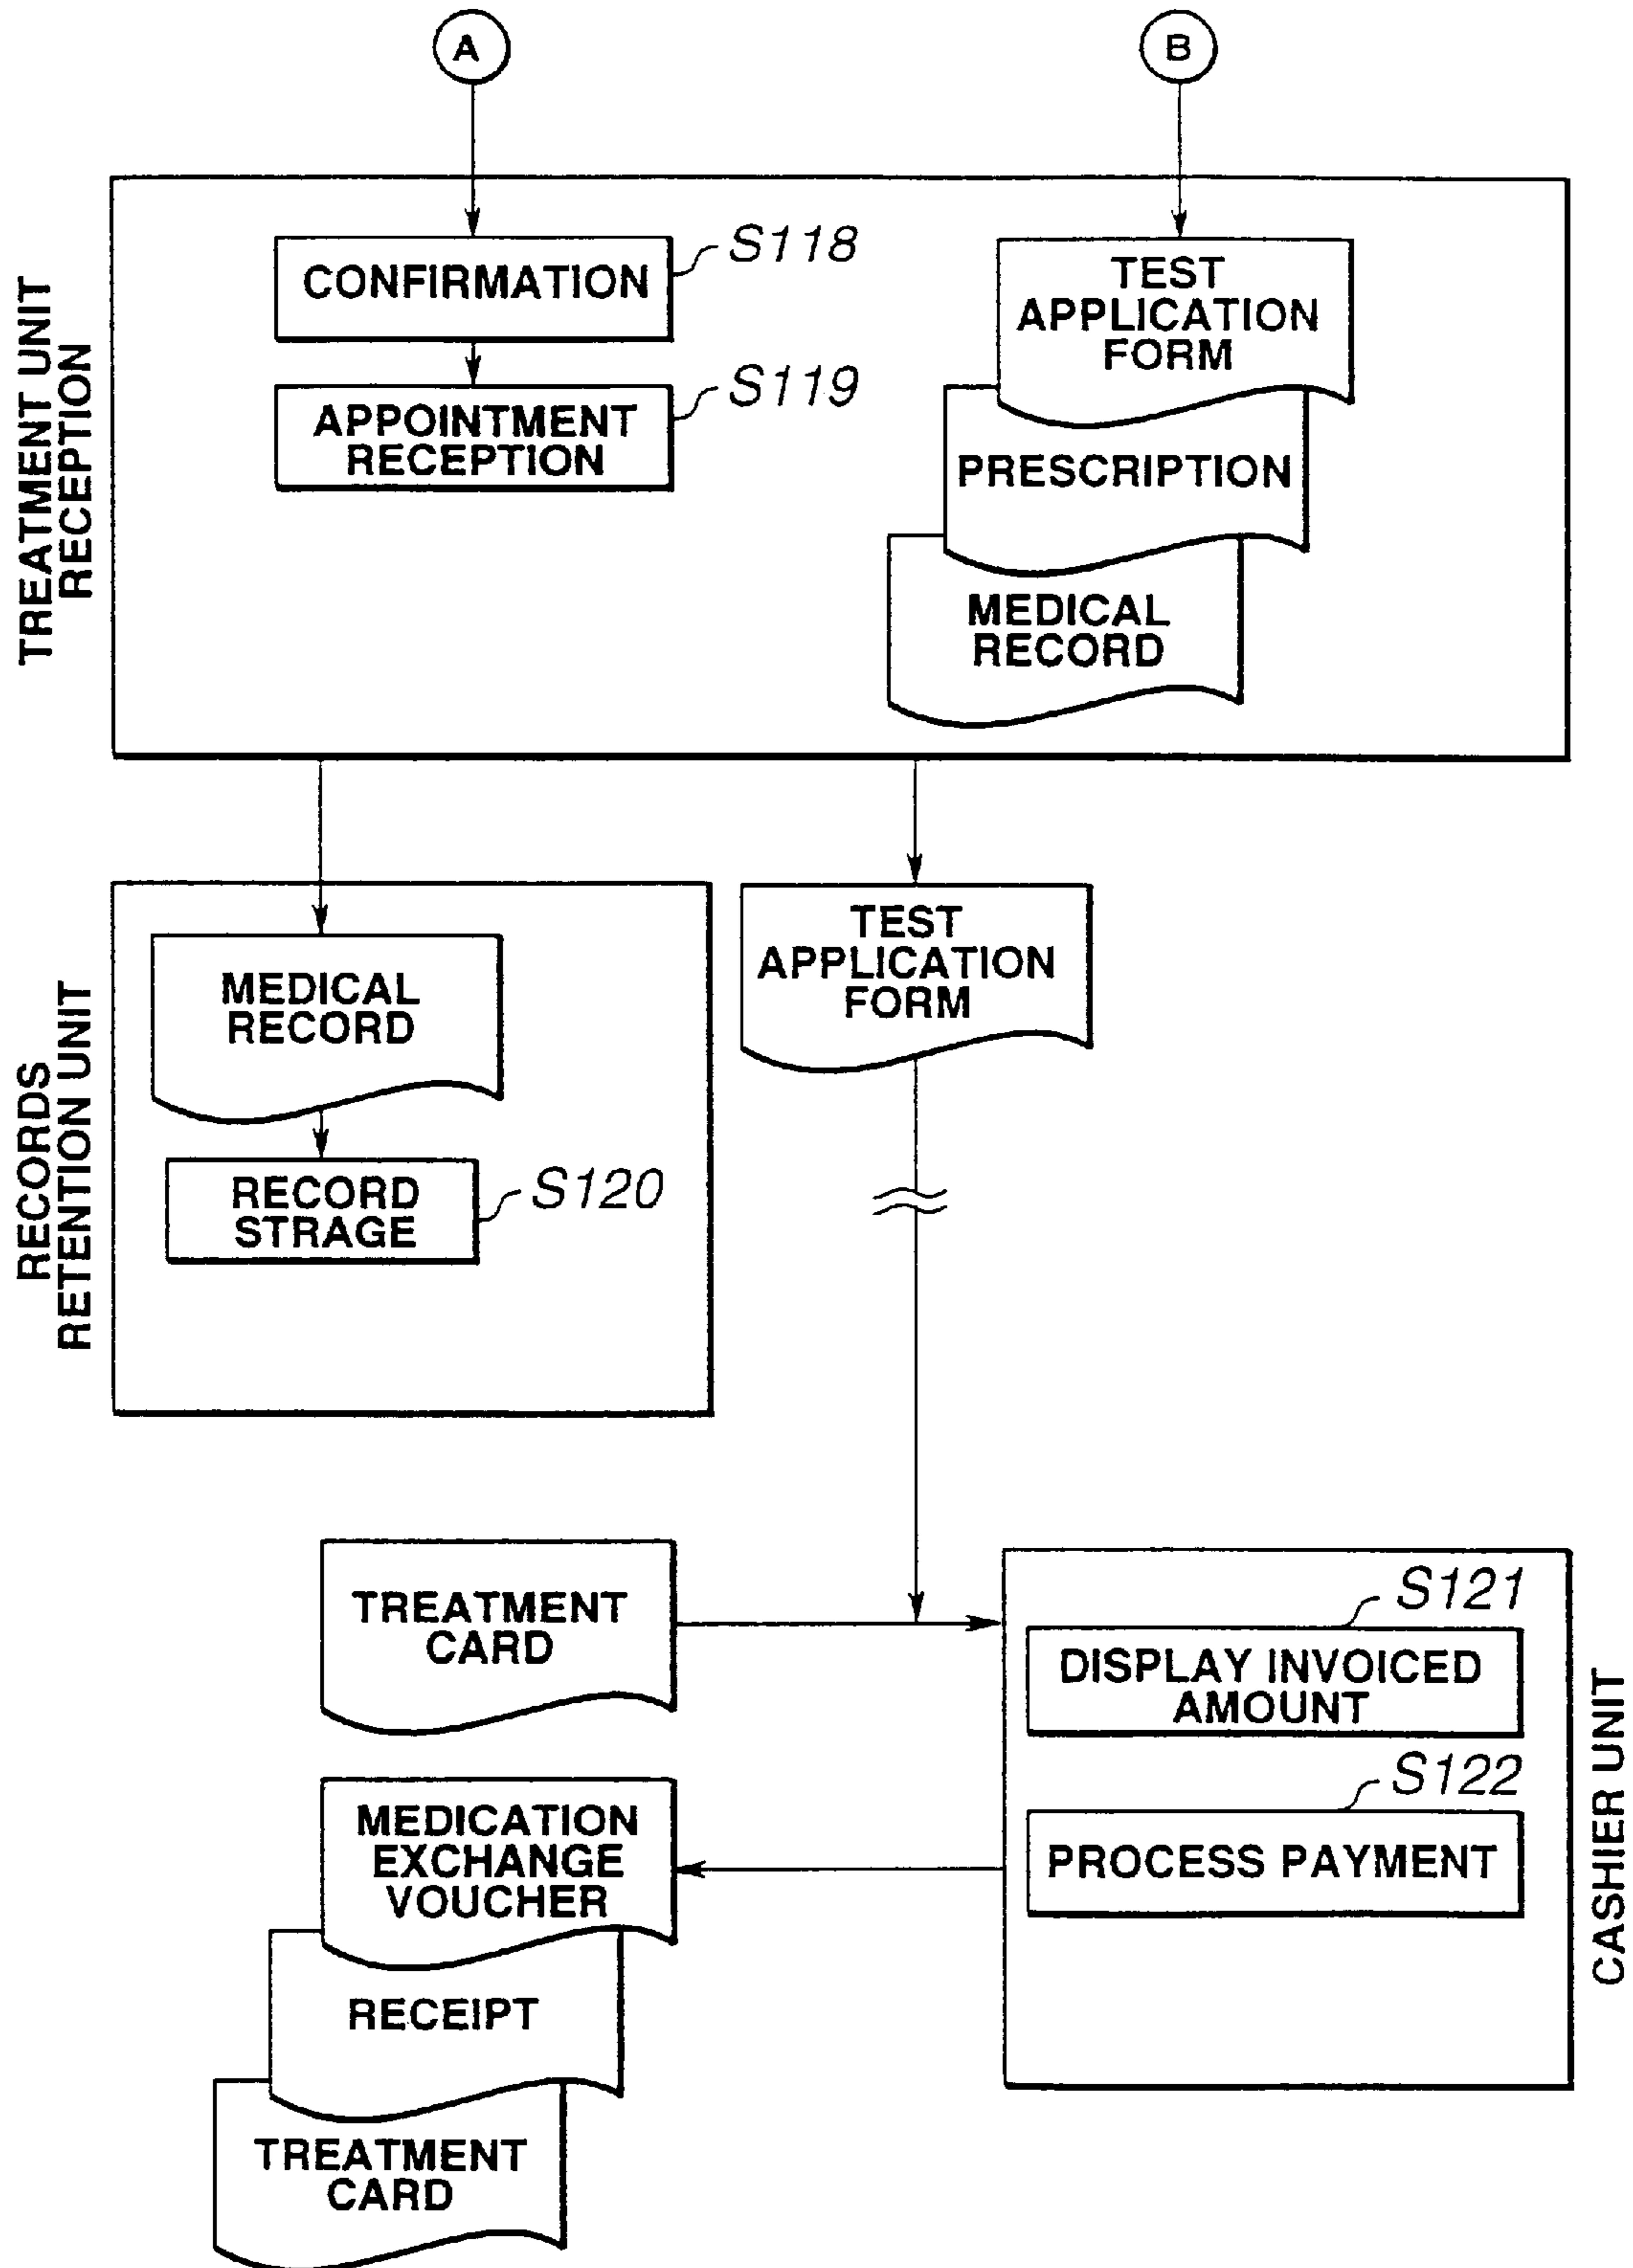 A
B
TREATMENT UNIT
RECEPTION
CONFIRMATION
S118
APPOINTMENT
RECEPTION
S119
TEST
APPLICATION
FORM
PRESCRIPTION
MEDICAL
RECORD
RECORDS
RETENTION UNIT
MEDICAL
RECORD
RECORD
STRAGE
S120
TEST
APPLICATION
FORM
TREATMENT
CARD
CASHIER UNIT
S121
DISPLAY INVOICED
AMOUNT
S122
PROCESS PAYMENT
MEDICATION
EXCHANGE
VOUCHER
RECEIPT
TREATMENT
CARD